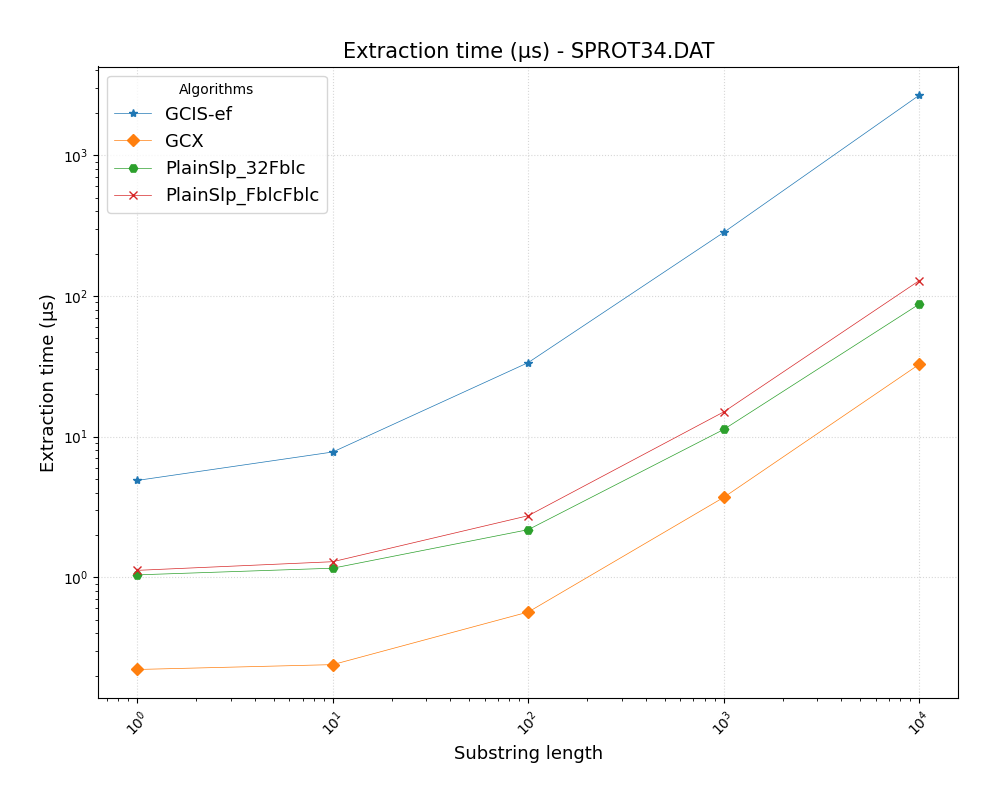 Extraction time (µs) - SPROT34.DAT
Algorithms
GCIS-ef
GCX
PlainSlp_32Fblc
PlainSlp_FblcFblc
Extraction time (µs)
10³
10²
10¹
10⁰
10⁰
10¹
10²
10³
10⁴
Substring length